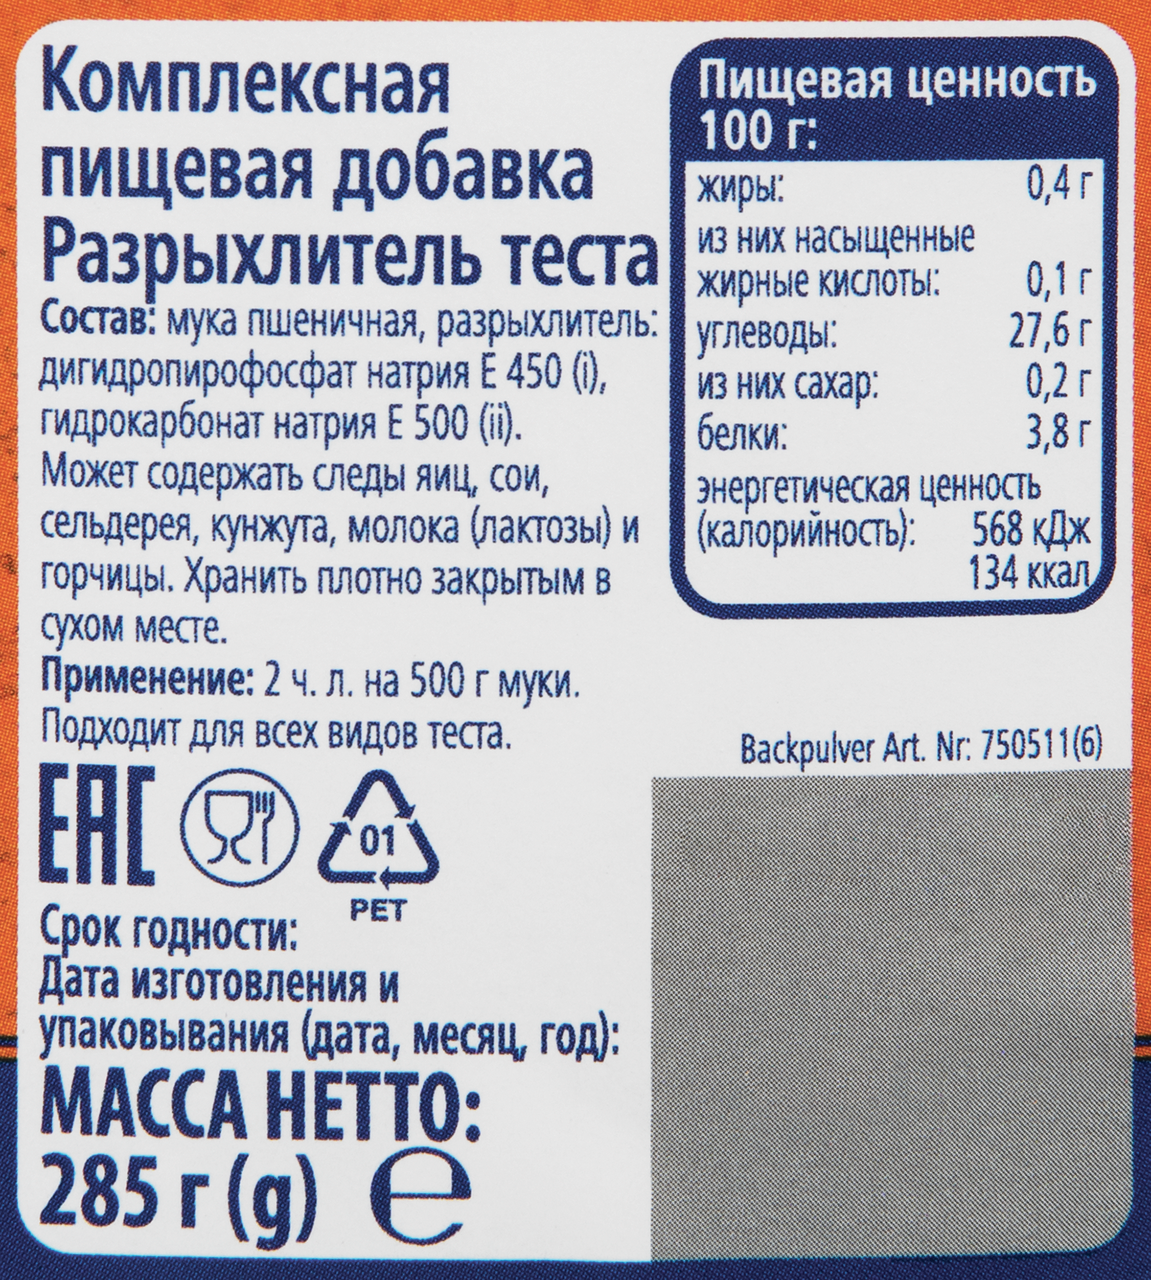 Комплексная
пищевая добавка
Разрыхлитель теста
Состав: мука пшеничная, разрыхлитель:
дигидропирофосфат натрия Е 450 (i),
гидрокарбонат натрия Е 500 (ii).
Может содержать следы яиц, сои,
сельдерея, кунжута, молока (лактозы) и
горчицы. Хранить плотно закрытым в
сухом месте.
Применение: 2 ч. л. на 500 г муки.
Подходит для всех видов теста.
EAC
01
PET
Срок годности:
Дата изготовления и
упаковывания (дата, месяц, год):
МАССА НЕТТО:
285 г (g) e
Пищевая ценность
100 г:
жиры: 0,4 г
из них насыщенные
жирные кислоты: 0,1 г
углеводы: 27,6 г
из них сахар: 0,2 г
белки: 3,8 г
энергетическая ценность
(калорийность): 568 кДж
134 ккал
Backpulver Art. Nr: 750511(6)